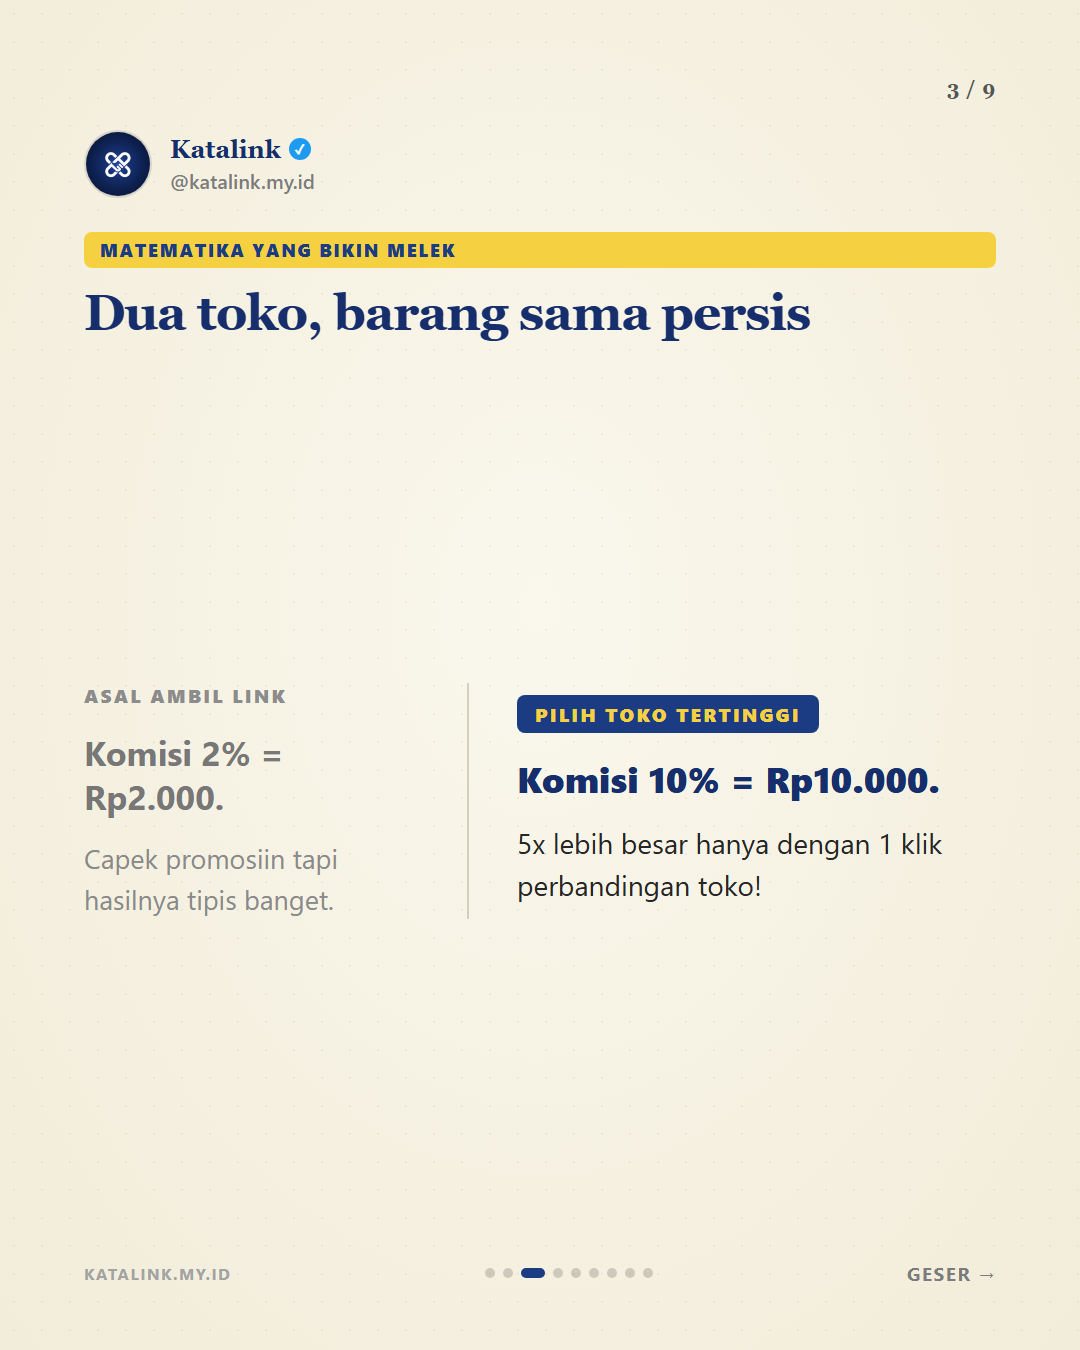 3 / 9
Katalink
@katalink.my.id
MATEMATIKA YANG BIKIN MELEK
Dua toko, barang sama persis
ASAL AMBIL LINK
Komisi 2% =
Rp2.000.
Capek promosiin tapi
hasilnya tipis banget.
PILIH TOKO TERTINGGI
Komisi 10% = Rp10.000.
5x lebih besar hanya dengan 1 klik
perbandingan toko!
KATALINK.MY.ID
GESER →